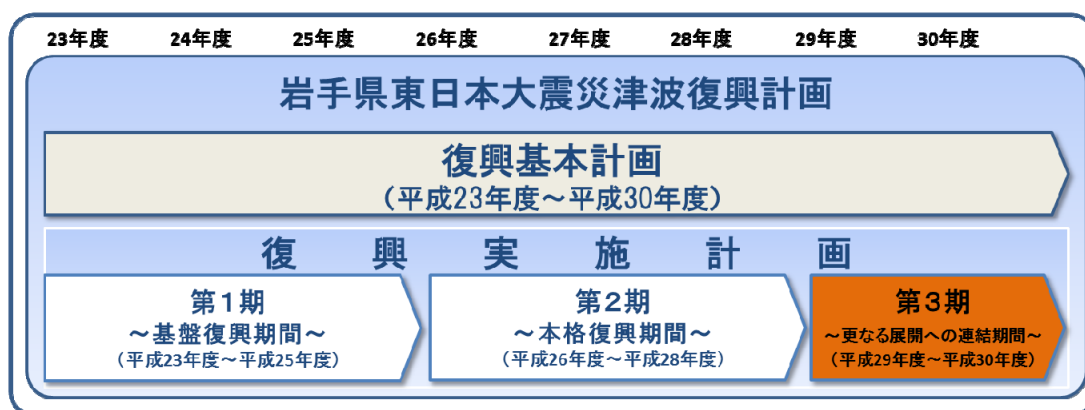 23年度 24年度 25年度 26年度 27年度 28年度 29年度 30年度
岩手県東日本大震災津波復興計画
復興基本計画
（平成23年度～平成30年度）
復興実施計画
第１期
～基盤復興期間～
（平成23年度～平成25年度）
第２期
～本格復興期間～
（平成26年度～平成28年度）
第３期
～更なる展開への連結期間～
（平成29年度～平成30年度）